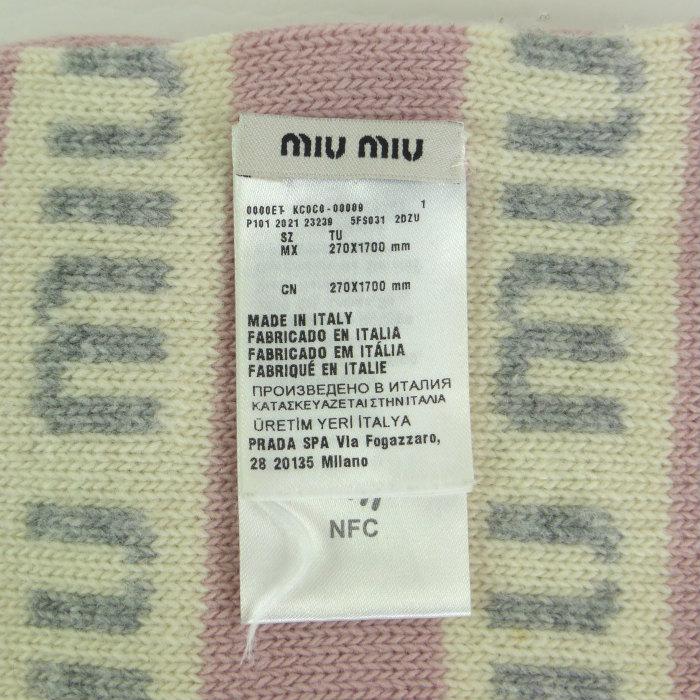 miu miu
0000ET KC0C0-00009 1
P101 2021 23239 5FS031 2DZU
SZ TU
MX 270X1700 mm
CN 270X1700 mm
MADE IN ITALY
FABRICADO EN ITALIA
FABRICADO EM ITÁLIA
FABRIQUÉ EN ITALIE
ПРОИЗВЕДЕНО В ИТАЛИЯ
ΚΑΤΑΣΚΕΥΑΖΕΤΑΙ ΣΤΗΝ ΙΤΑΛΙΑ
ÜRETİM YERİ İTALYA
PRADA SPA Via Fogazzaro,
28 20135 Milano
NFC